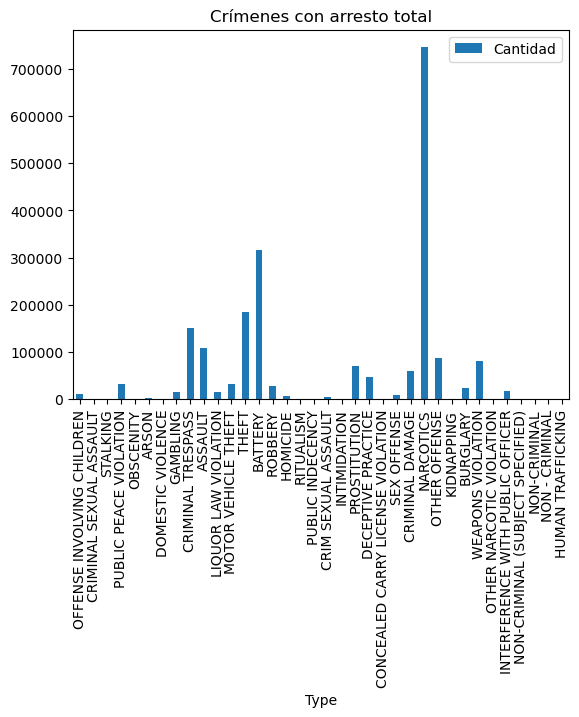 Crímenes con arresto total
Cantidad
700000
600000
500000
400000
300000
200000
100000
0
OFFENSE INVOLVING CHILDREN
CRIMINAL SEXUAL ASSAULT
STALKING
PUBLIC PEACE VIOLATION
OBSCENITY
ARSON
DOMESTIC VIOLENCE
GAMBLING
CRIMINAL TRESPASS
ASSAULT
LIQUOR LAW VIOLATION
MOTOR VEHICLE THEFT
THEFT
BATTERY
ROBBERY
HOMICIDE
RITUALISM
PUBLIC INDECENCY
CRIM SEXUAL ASSAULT
INTIMIDATION
PROSTITUTION
DECEPTIVE PRACTICE
CONCEALED CARRY LICENSE VIOLATION
SEX OFFENSE
CRIMINAL DAMAGE
NARCOTICS
OTHER OFFENSE
KIDNAPPING
BURGLARY
WEAPONS VIOLATION
OTHER NARCOTIC VIOLATION
INTERFERENCE WITH PUBLIC OFFICER
NON-CRIMINAL (SUBJECT SPECIFIED)
NON-CRIMINAL
NON - CRIMINAL
HUMAN TRAFFICKING
Type